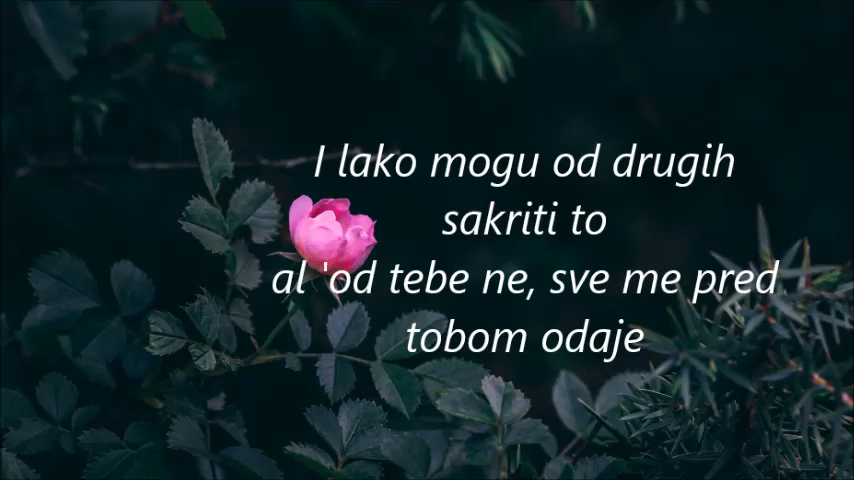 I lako mogu od drugih
sakriti to
al 'od tebe ne, sve me pred
tobom odaje